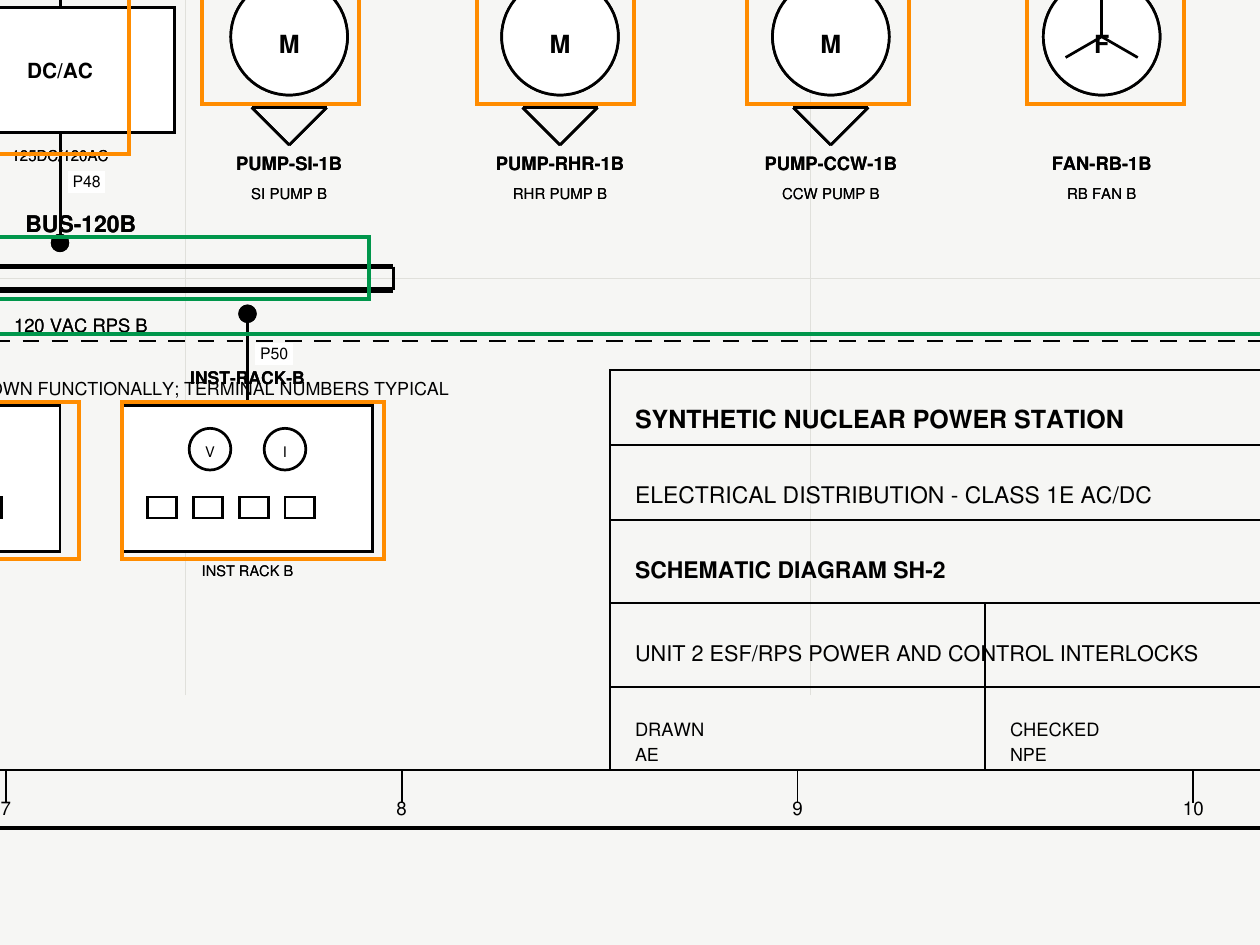 M
M
M
F
DC/AC
125DC/120AC
PUMP-SI-1B
PUMP-RHR-1B
PUMP-CCW-1B
FAN-RB-1B
P48
SI PUMP B
RHR PUMP B
CCW PUMP B
RB FAN B
BUS-120B
120 VAC RPS B
P50
INST-RACK-B
OWN FUNCTIONALLY; TERMINAL NUMBERS TYPICAL
V
I
INST RACK B
SYNTHETIC NUCLEAR POWER STATION
ELECTRICAL DISTRIBUTION - CLASS 1E AC/DC
SCHEMATIC DIAGRAM SH-2
UNIT 2 ESF/RPS POWER AND CONTROL INTERLOCKS
DRAWN
AE
CHECKED
NPE
7
8
9
10